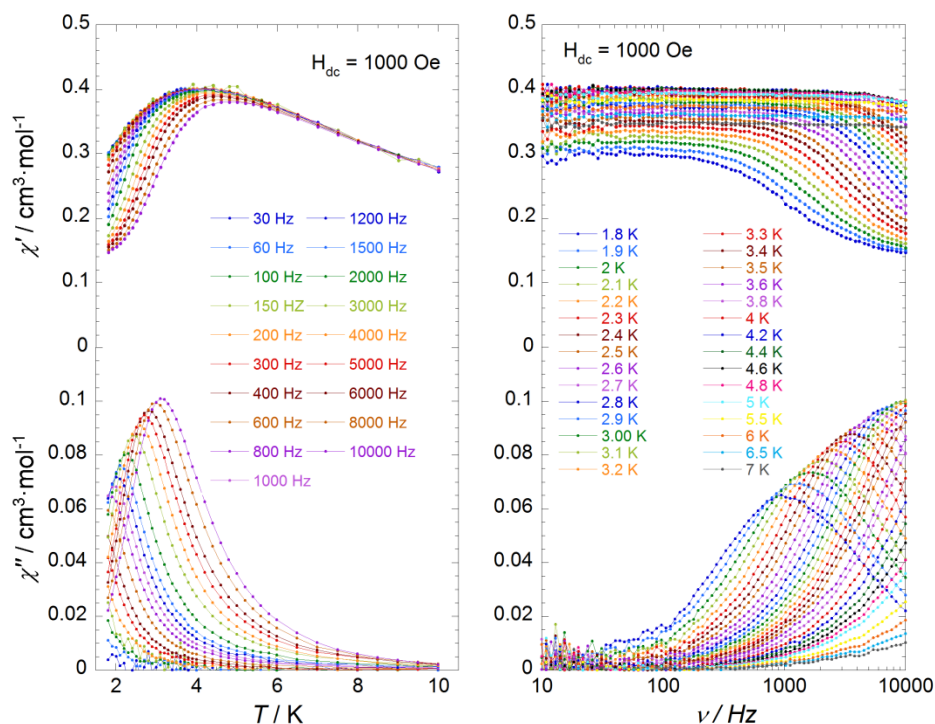 H_dc = 1000 Oe
0.5
0.4
0.3
0.2
0.1
0
χ′ / cm³·mol⁻¹
30 Hz 1200 Hz
60 Hz 1500 Hz
100 Hz 2000 Hz
150 HZ 3000 Hz
200 Hz 4000 Hz
300 Hz 5000 Hz
400 Hz 6000 Hz
600 Hz 8000 Hz
800 Hz 10000 Hz
1000 Hz
0.1
0.08
0.06
0.04
0.02
0
χ″ / cm³·mol⁻¹
2 4 6 8 10
T / K
H_dc = 1000 Oe
0.5
0.4
0.3
0.2
0.1
0
χ′ / cm³·mol⁻¹
1.8 K 3.3 K
1.9 K 3.4 K
2 K 3.5 K
2.1 K 3.6 K
2.2 K 3.8 K
2.3 K 4 K
2.4 K 4.2 K
2.5 K 4.4 K
2.6 K 4.6 K
2.7 K 4.8 K
2.8 K 5 K
2.9 K 5.5 K
3.00 K 6 K
3.1 K 6.5 K
3.2 K 7 K
0.1
0.08
0.06
0.04
0.02
0
χ″ / cm³·mol⁻¹
10 100 1000 10000
ν / Hz